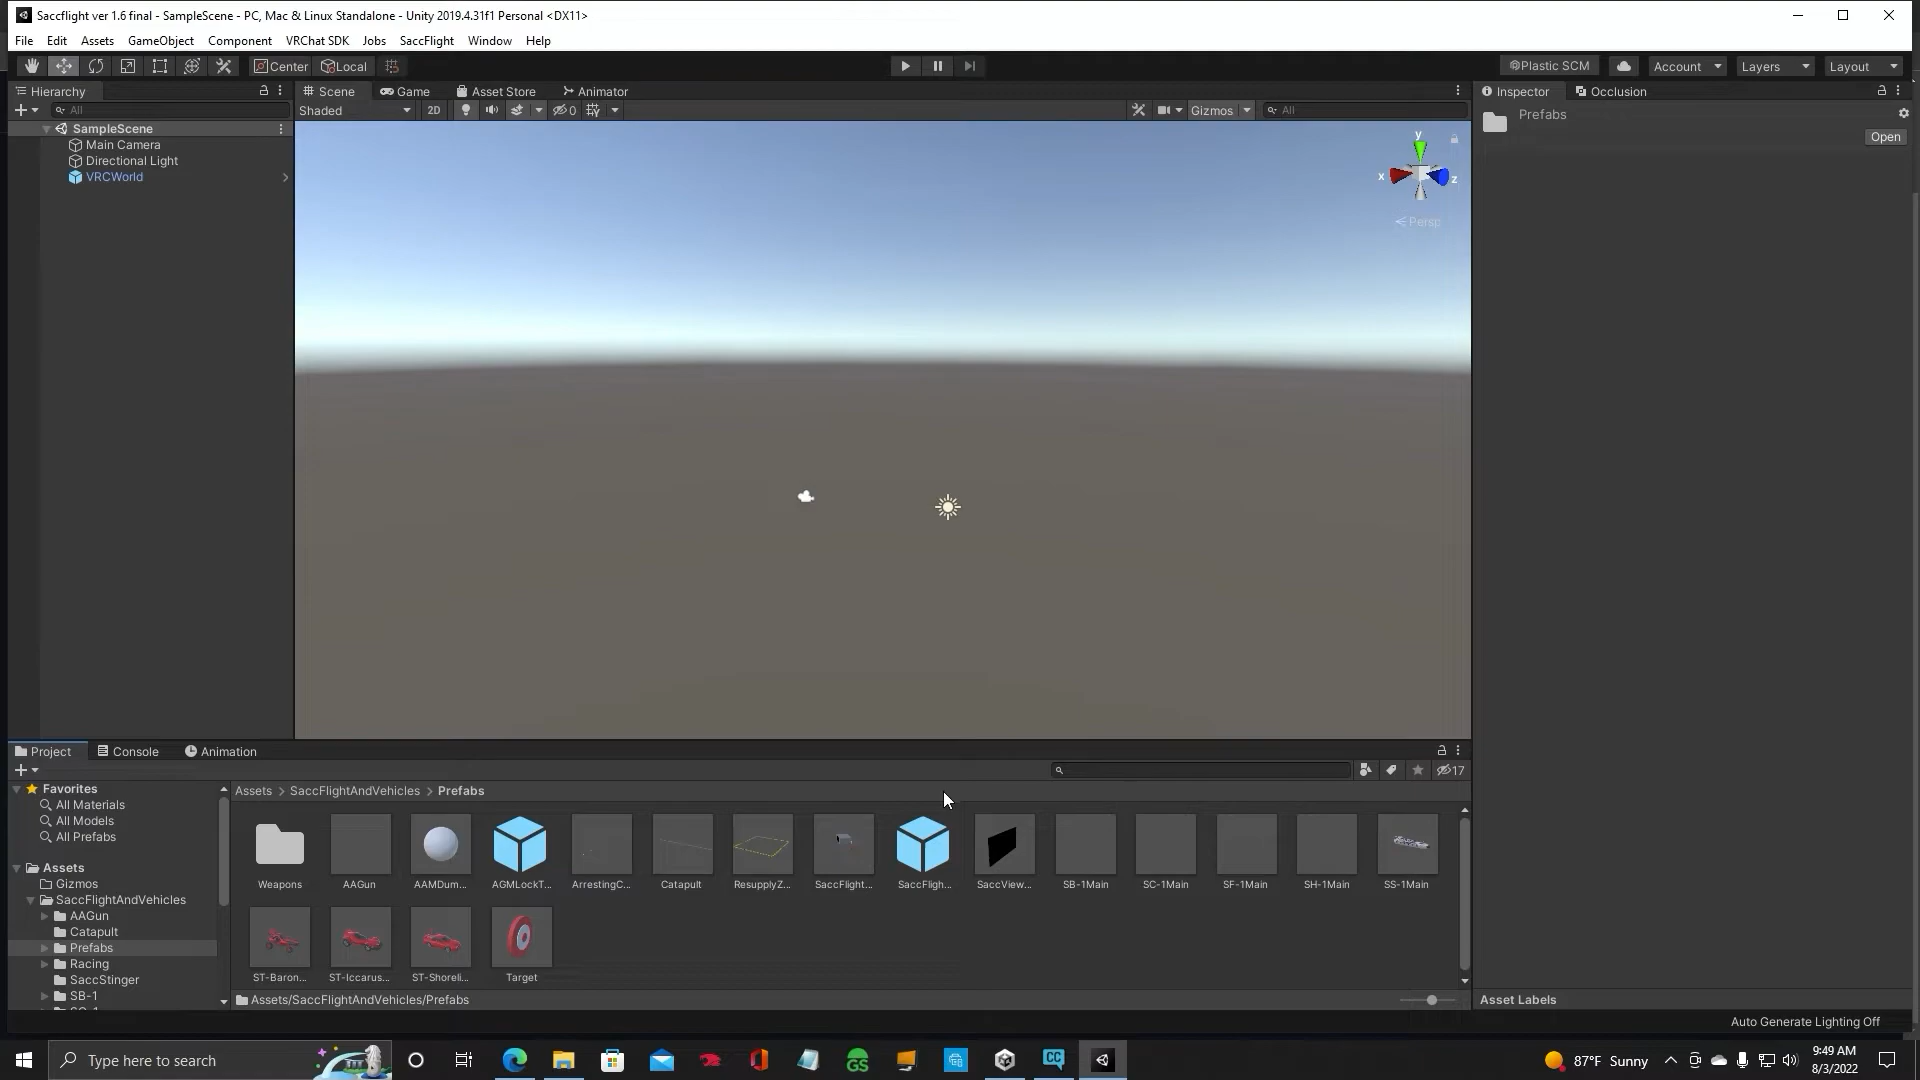 Saccflight ver 1.6 final - SampleScene - PC, Mac & Linux Standalone - Unity 2019.4.31f1 Personal <DX11>
File Edit Assets GameObject Component VRChat SDK Jobs SaccFlight Window Help
Center Local Plastic SCM Account Layers Layout
Hierarchy Scene Game Asset Store Animator Inspector Occlusion
All Shaded 2D 0 Gizmos All
Prefabs
Open
SampleScene
Main Camera
Directional Light
VRCWorld
y
x z
Persp
Project Console Animation
17
Favorites
All Materials
All Models
All Prefabs
Assets
Gizmos
SaccFlightAndVehicles
AAGun
Catapult
Prefabs
Racing
SaccStinger
SB-1
Assets > SaccFlightAndVehicles > Prefabs
Weapons AAGun AAMDum... AGMLockT... ArrestingC... Catapult ResupplyZ... SaccFlight... SaccFligh... SaccView... SB-1Main SC-1Main SF-1Main SH-1Main SS-1Main
ST-Baron... ST-Iccarus... ST-Shoreli... Target
Assets/SaccFlightAndVehicles/Prefabs
Asset Labels
Auto Generate Lighting Off
Type here to search
GS
CC
87°F Sunny
9:49 AM
8/3/2022